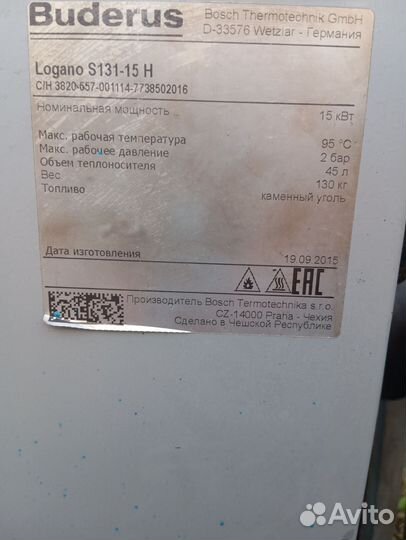 Buderus
Bosch Thermotechnik GmbH
D-33576 Wetzlar - Германия
Logano S131-15 H
С/Н 3820-657-001114-7738502016
Номинальная мощность 15 кВт
Макс. рабочая температура 95 °C
Макс. рабочее давление 2 бар
Объем теплоносителя 45 л
Вес 130 кг
Топливо каменный уголь
Дата изготовления 19.09.2015
EAC
Производитель Bosch Termotechnika s.r.o.
CZ-14000 Praha - Чехия
Сделано в Чешской Республике
Avito